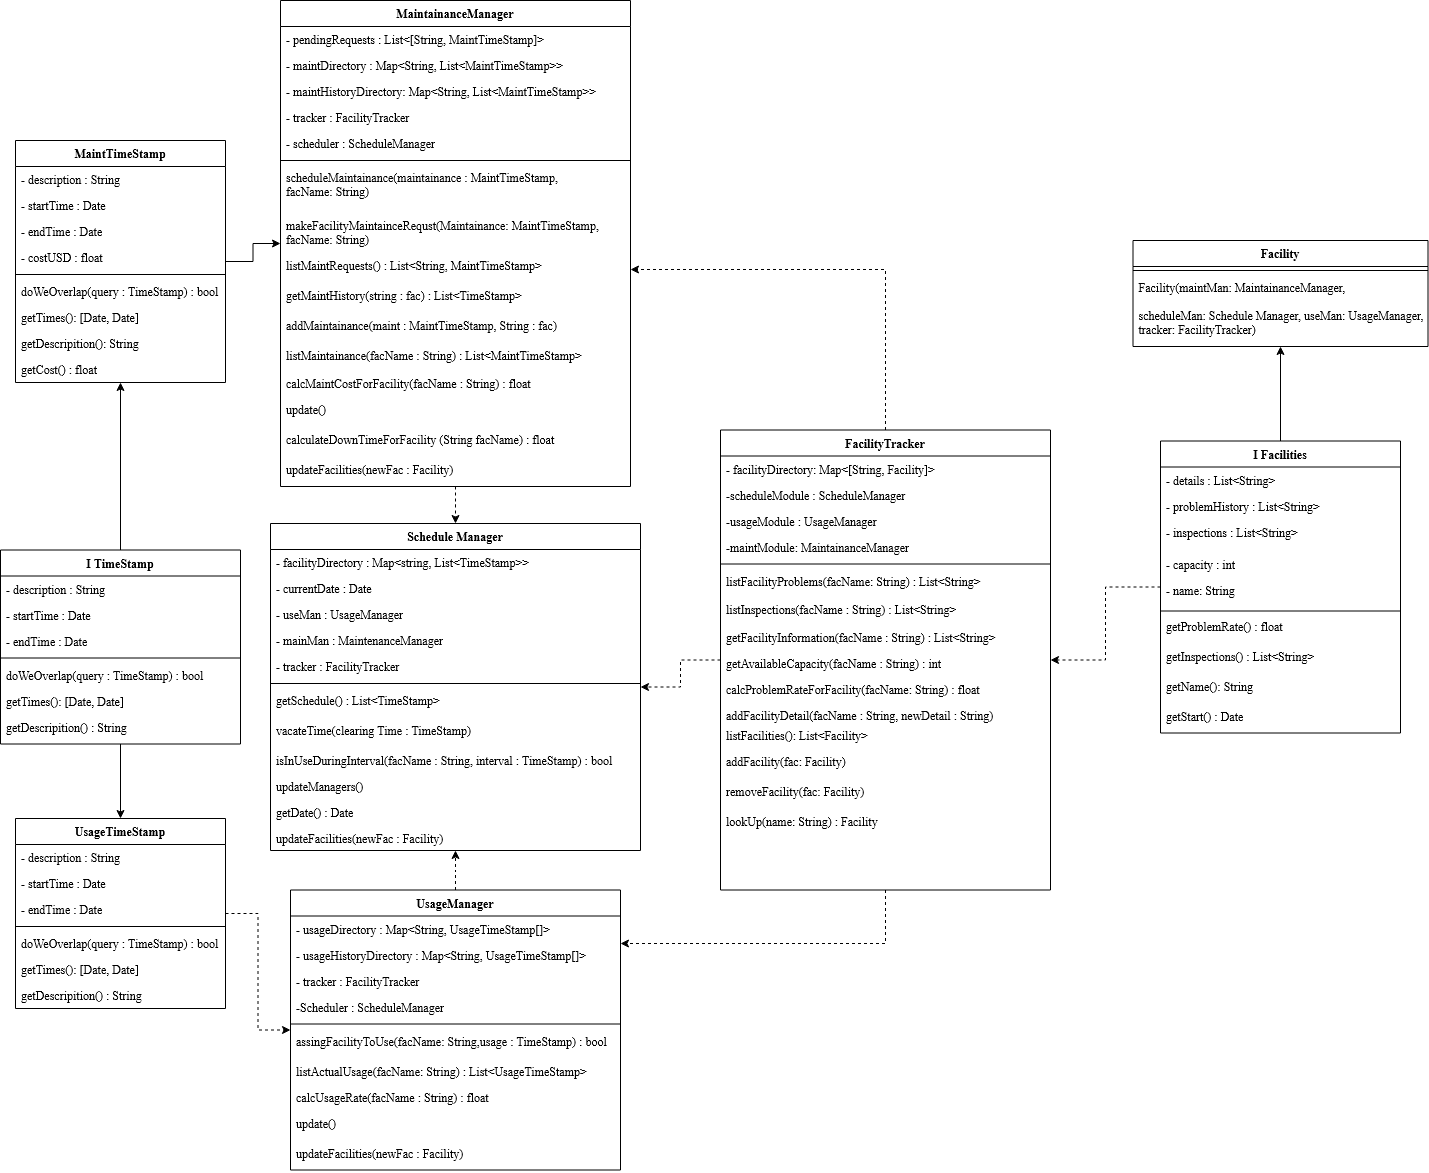 MaintainanceManager
- pendingRequests : List<[String, MaintTimeStamp]>
- maintDirectory : Map<String, List<MaintTimeStamp>>
- maintHistoryDirectory: Map<String, List<MaintTimeStamp>>
- tracker : FacilityTracker
- scheduler : ScheduleManager
scheduleMaintainance(maintainance : MaintTimeStamp,
facName: String)
makeFacilityMaintainceRequst(Maintainance: MaintTimeStamp,
facName: String)
listMaintRequests() : List<String, MaintTimeStamp>
getMaintHistory(string : fac) : List<TimeStamp>
addMaintainance(maint : MaintTimeStamp, String : fac)
listMaintainance(facName : String) : List<MaintTimeStamp>
calcMaintCostForFacility(facName : String) : float
update()
calculateDownTimeForFacility (String facName) : float
updateFacilities(newFac : Facility)
MaintTimeStamp
- description : String
- startTime : Date
- endTime : Date
- costUSD : float
doWeOverlap(query : TimeStamp) : bool
getTimes(): [Date, Date]
getDescripition(): String
getCost() : float
I TimeStamp
- description : String
- startTime : Date
- endTime : Date
doWeOverlap(query : TimeStamp) : bool
getTimes(): [Date, Date]
getDescripition() : String
UsageTimeStamp
- description : String
- startTime : Date
- endTime : Date
doWeOverlap(query : TimeStamp) : bool
getTimes(): [Date, Date]
getDescripition() : String
Schedule Manager
- facilityDirectory : Map<string, List<TimeStamp>>
- currentDate : Date
- useMan : UsageManager
- mainMan : MaintenanceManager
- tracker : FacilityTracker
getSchedule() : List<TimeStamp>
vacateTime(clearing Time : TimeStamp)
isInUseDuringInterval(facName : String, interval : TimeStamp) : bool
updateManagers()
getDate() : Date
updateFacilities(newFac : Facility)
UsageManager
- usageDirectory : Map<String, UsageTimeStamp[]>
- usageHistoryDirectory : Map<String, UsageTimeStamp[]>
- tracker : FacilityTracker
-Scheduler : ScheduleManager
assingFacilityToUse(facName: String,usage : TimeStamp) : bool
listActualUsage(facName: String) : List<UsageTimeStamp>
calcUsageRate(facName : String) : float
update()
updateFacilities(newFac : Facility)
FacilityTracker
- facilityDirectory: Map<[String, Facility]>
-scheduleModule : ScheduleManager
-usageModule : UsageManager
-maintModule: MaintainanceManager
listFacilityProblems(facName: String) : List<String>
listInspections(facName : String) : List<String>
getFacilityInformation(facName : String) : List<String>
getAvailableCapacity(facName : String) : int
calcProblemRateForFacility(facName: String) : float
addFacilityDetail(facName : String, newDetail : String)
listFacilities(): List<Facility>
addFacility(fac: Facility)
removeFacility(fac: Facility)
lookUp(name: String) : Facility
Facility
Facility(maintMan: MaintainanceManager,
scheduleMan: Schedule Manager, useMan: UsageManager,
tracker: FacilityTracker)
I Facilities
- details : List<String>
- problemHistory : List<String>
- inspections : List<String>
- capacity : int
- name: String
getProblemRate() : float
getInspections() : List<String>
getName(): String
getStart() : Date